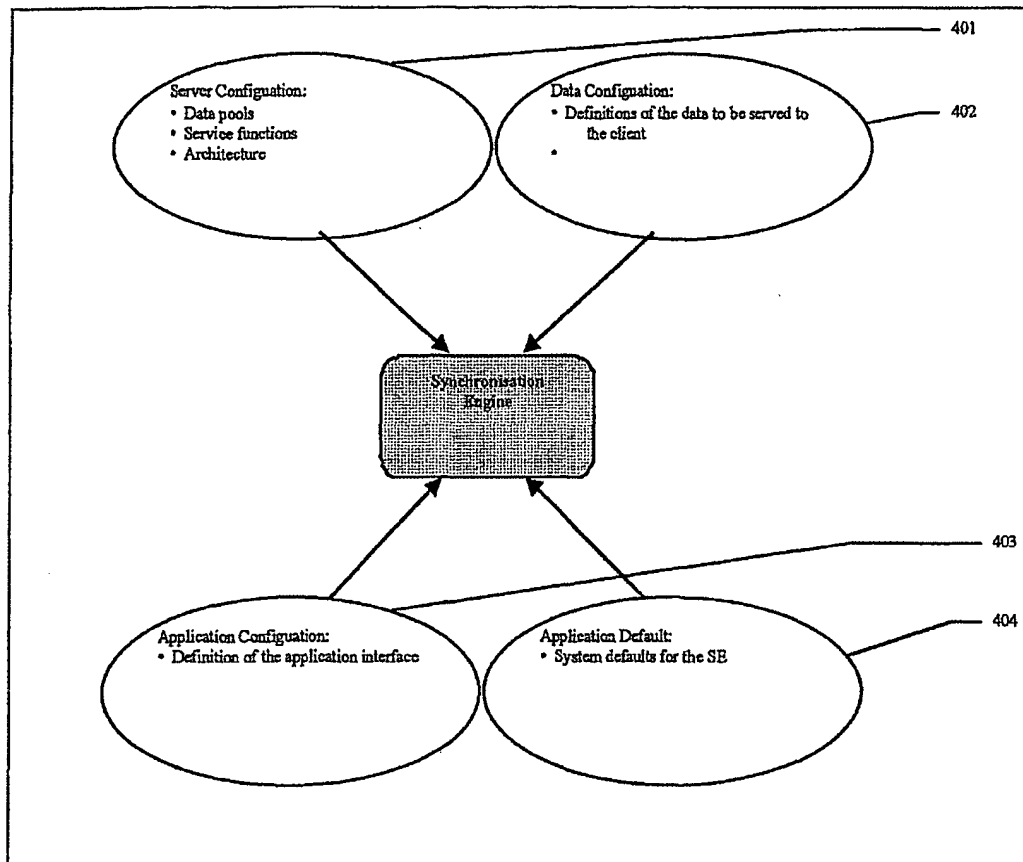 401
Server Configuation:
• Data pools
• Service functions
• Architecture
Data Configuation:
• Definitions of the data to be served to
the client
•
402
Synchronisation
Engine
403
Application Configuation:
• Definition of the application interface
Application Default:
• System defaults for the SE
404